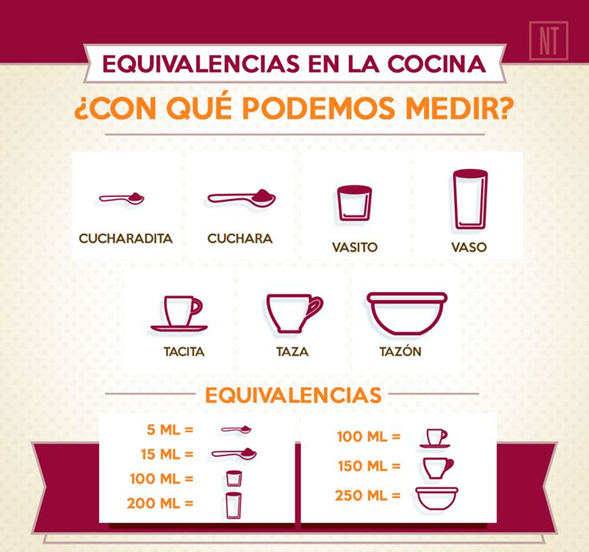 NT
EQUIVALENCIAS EN LA COCINA
¿CON QUÉ PODEMOS MEDIR?
CUCHARADITA
CUCHARA
VASITO
VASO
TACITA
TAZA
TAZÓN
EQUIVALENCIAS
5 ML =
15 ML =
100 ML =
200 ML =
100 ML =
150 ML =
250 ML =